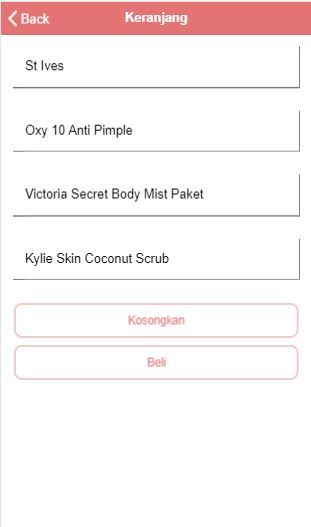 Back
Keranjang
St Ives
Oxy 10 Anti Pimple
Victoria Secret Body Mist Paket
Kylie Skin Coconut Scrub
Kosongkan
Beli